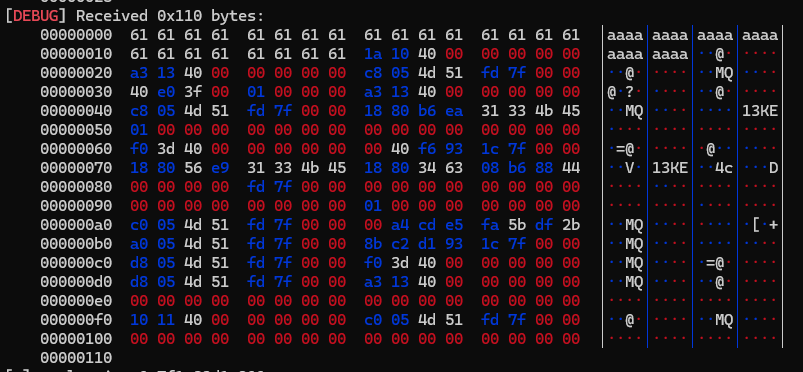 [DEBUG] Received 0x110 bytes:
00000000 61 61 61 61 61 61 61 61 61 61 61 61 61 61 61 61 │aaaa│aaaa│aaaa│aaaa│
00000010 61 61 61 61 61 61 61 61 1a 10 40 00 00 00 00 00 │aaaa│aaaa│··@·│····│
00000020 a3 13 40 00 00 00 00 00 c8 05 4d 51 fd 7f 00 00 │··@·│····│··MQ│····│
00000030 40 e0 3f 00 01 00 00 00 a3 13 40 00 00 00 00 00 │@·?·│····│··@·│····│
00000040 c8 05 4d 51 fd 7f 00 00 18 80 b6 ea 31 33 4b 45 │··MQ│····│····│13KE│
00000050 01 00 00 00 00 00 00 00 00 00 00 00 00 00 00 00 │····│····│····│····│
00000060 f0 3d 40 00 00 00 00 00 00 40 f6 93 1c 7f 00 00 │·=@·│····│·@··│····│
00000070 18 80 56 e9 31 33 4b 45 18 80 34 63 08 b6 88 44 │··V·│13KE│··4c│···D│
00000080 00 00 00 00 fd 7f 00 00 00 00 00 00 00 00 00 00 │····│····│····│····│
00000090 00 00 00 00 00 00 00 00 01 00 00 00 00 00 00 00 │····│····│····│····│
000000a0 c0 05 4d 51 fd 7f 00 00 00 a4 cd e5 fa 5b df 2b │··MQ│····│····│·[·+│
000000b0 a0 05 4d 51 fd 7f 00 00 8b c2 d1 93 1c 7f 00 00 │··MQ│····│····│····│
000000c0 d8 05 4d 51 fd 7f 00 00 f0 3d 40 00 00 00 00 00 │··MQ│····│·=@·│····│
000000d0 d8 05 4d 51 fd 7f 00 00 a3 13 40 00 00 00 00 00 │··MQ│····│··@·│····│
000000e0 00 00 00 00 00 00 00 00 00 00 00 00 00 00 00 00 │····│····│····│····│
000000f0 10 11 40 00 00 00 00 00 c0 05 4d 51 fd 7f 00 00 │··@·│····│··MQ│····│
00000100 00 00 00 00 00 00 00 00 00 00 00 00 00 00 00 00 │····│····│····│····│
00000110